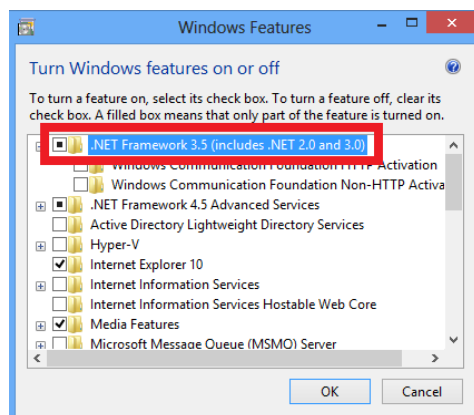 Windows Features
Turn Windows features on or off
To turn a feature on, select its check box. To turn a feature off, clear its
check box. A filled box means that only part of the feature is turned on.
.NET Framework 3.5 (includes .NET 2.0 and 3.0)
Windows Communication Foundation HTTP Activation
Windows Communication Foundation Non-HTTP Activa
.NET Framework 4.5 Advanced Services
Active Directory Lightweight Directory Services
Hyper-V
Internet Explorer 10
Internet Information Services
Internet Information Services Hostable Web Core
Media Features
Microsoft Message Queue (MSMQ) Server
OK
Cancel